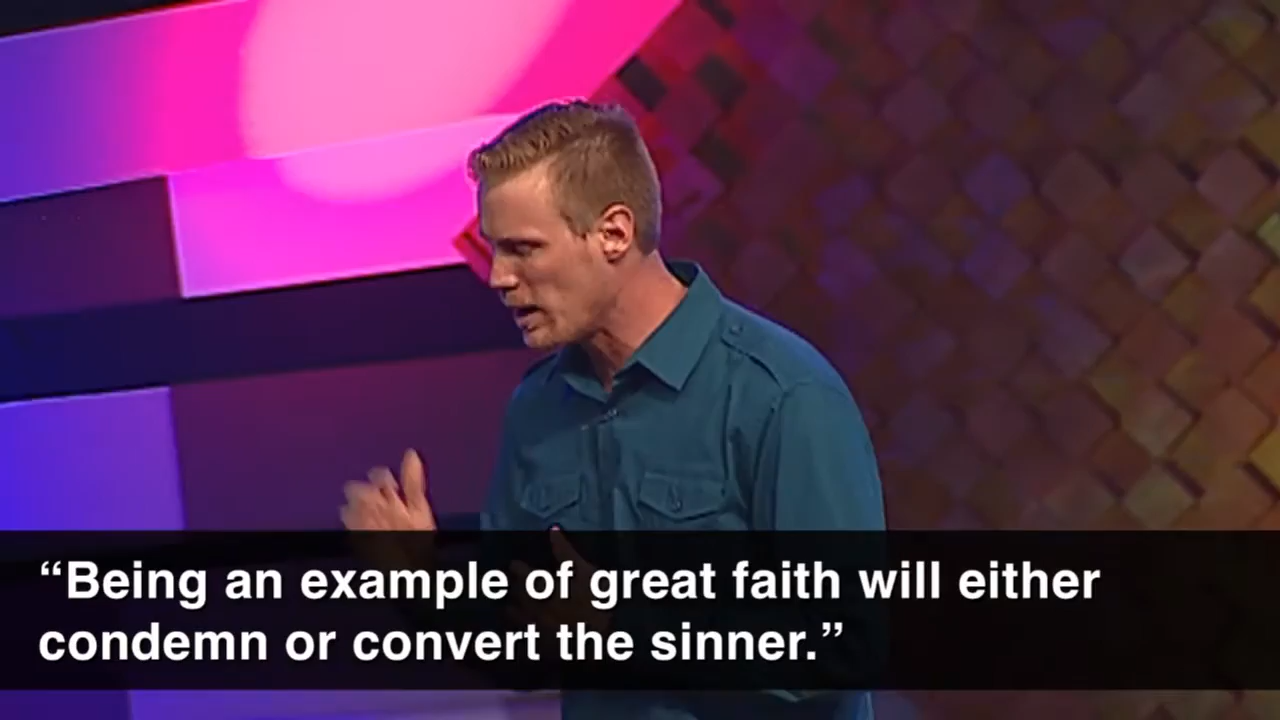 “Being an example of great faith will either
condemn or convert the sinner.”